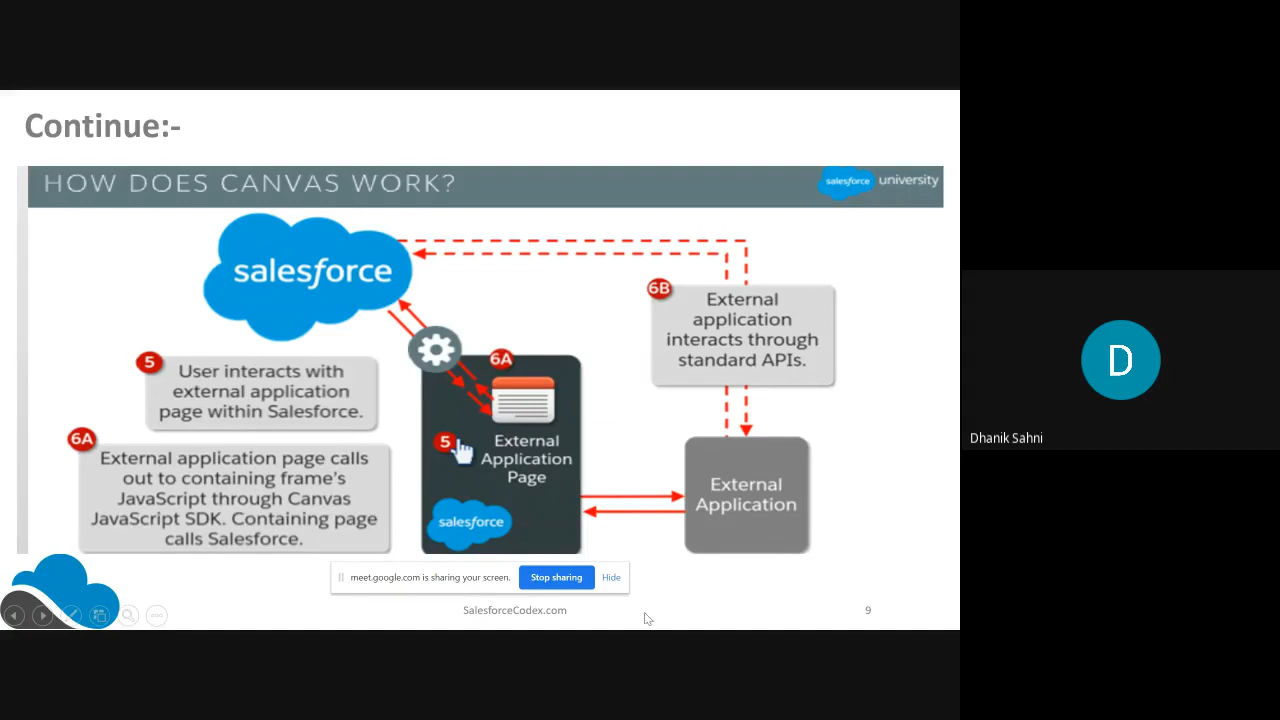 Continue:-
HOW DOES CANVAS WORK?
salesforce university
salesforce
6B
External
application
interacts through
standard APIs.
5
User interacts with
external application
page within Salesforce.
6A
External application page calls
out to containing frame's
JavaScript through Canvas
JavaScript SDK. Containing page
calls Salesforce.
6A
5
External
Application
Page
salesforce
External
Application
meet.google.com is sharing your screen.
Stop sharing
Hide
SalesforceCodex.com
9
D
Dhanik Sahni